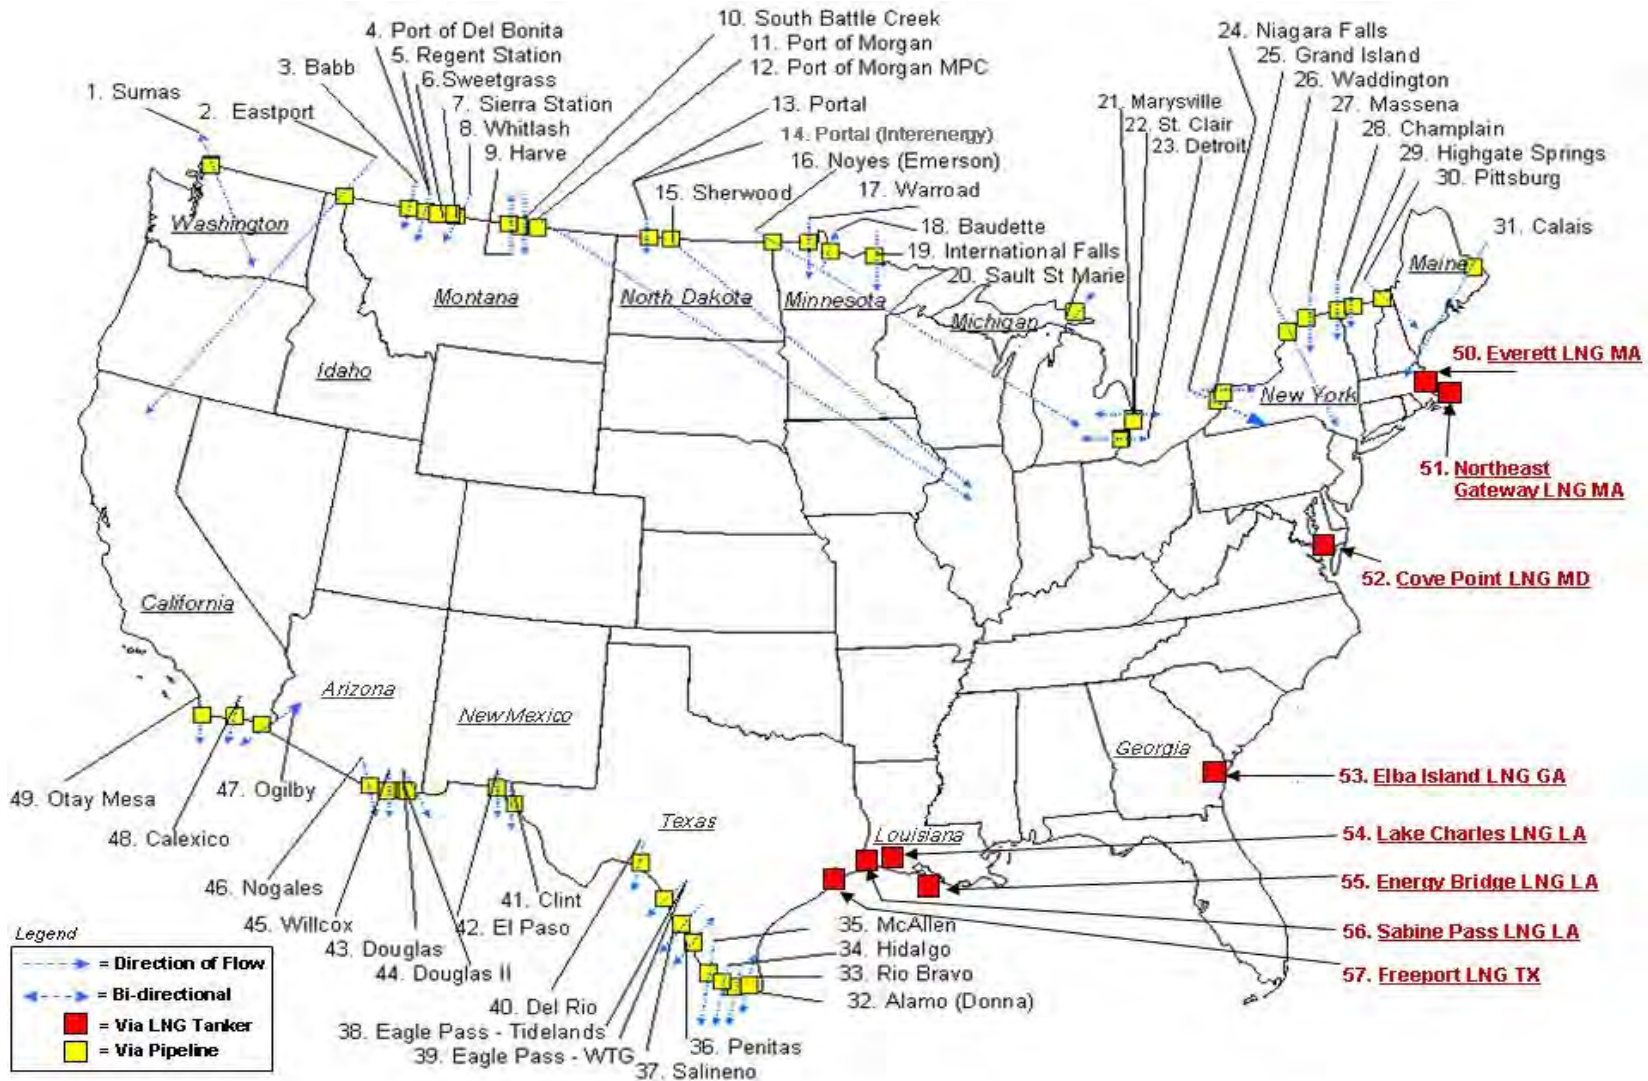 1. Sumas
2. Eastport
3. Babb
4. Port of Del Bonita
5. Regent Station
6.Sweetgrass
7. Sierra Station
8. Whitlash
9. Harve
10. South Battle Creek
11. Port of Morgan
12. Port of Morgan MPC
13. Portal
14. Portal (Interenergy)
15. Sherwood
16. Noyes (Emerson)
17. Warroad
18. Baudette
19. International Falls
20. Sault St Marie
21. Marysville
22. St. Clair
23. Detroit
24. Niagara Falls
25. Grand Island
26. Waddington
27. Massena
28. Champlain
29. Highgate Springs
30. Pittsburg
31. Calais
Washington
Montana
North Dakota
Minnesota
Michigan
Maine
Idaho
New York
California
Arizona
New Mexico
Texas
Louisiana
Georgia
50. Everett LNG MA
51. Northeast
Gateway LNG MA
52. Cove Point LNG MD
53. Elba Island LNG GA
54. Lake Charles LNG LA
55. Energy Bridge LNG LA
56. Sabine Pass LNG LA
57. Freeport LNG TX
49. Otay Mesa
48. Calexico
47. Ogilby
46. Nogales
45. Willcox
43. Douglas
44. Douglas II
42. El Paso
41. Clint
40. Del Rio
38. Eagle Pass - Tidelands
39. Eagle Pass - WTG
37. Salineno
36. Penitas
35. McAllen
34. Hidalgo
33. Rio Bravo
32. Alamo (Donna)
Legend
= Direction of Flow
= Bi-directional
= Via LNG Tanker
= Via Pipeline